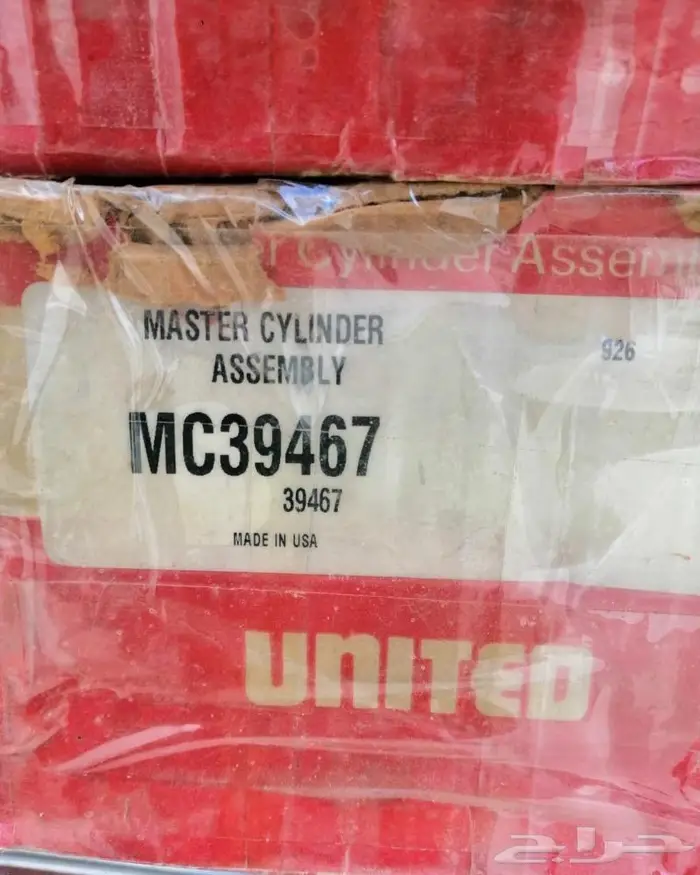 r Cylinder Assem
MASTER CYLINDER
ASSEMBLY
926
MC39467
39467
MADE IN USA
UNITED
حراج